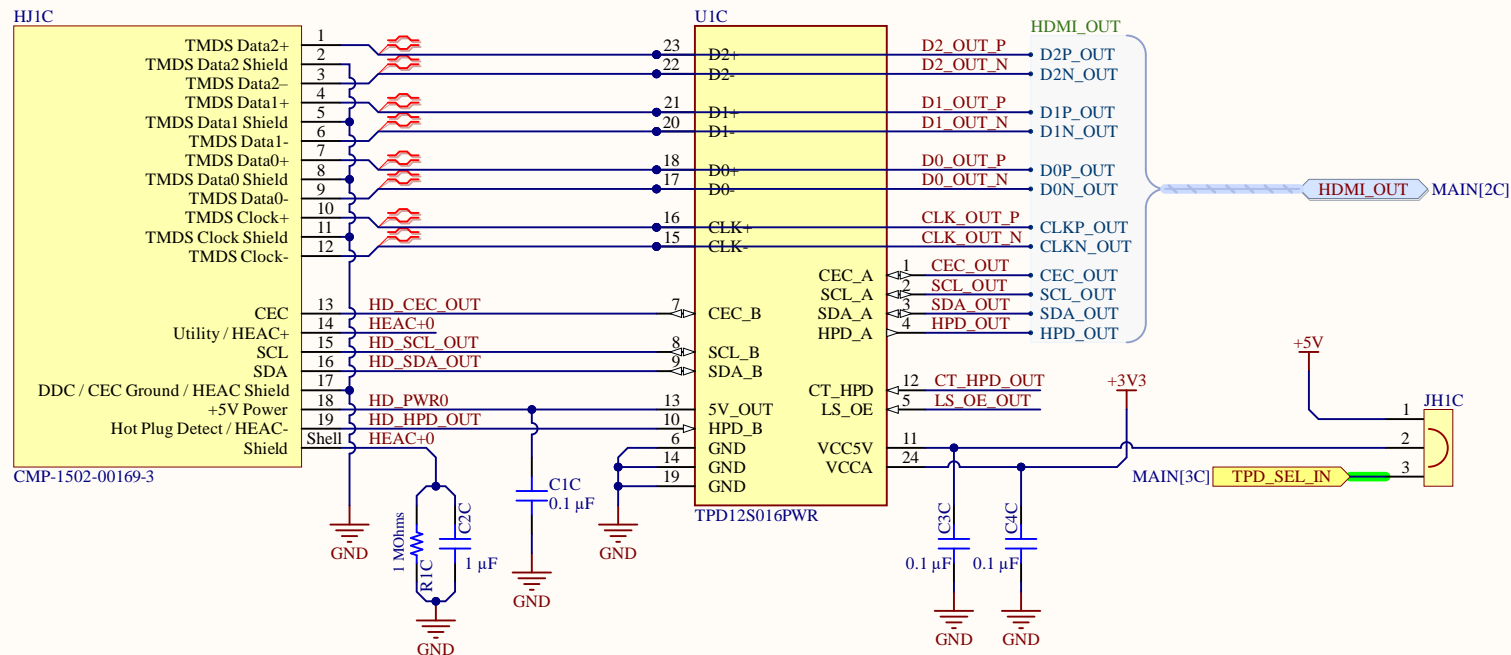 HJ1C
TMDS Data2+ 1
TMDS Data2 Shield 2
TMDS Data2– 3
TMDS Data1+ 4
TMDS Data1 Shield 5
TMDS Data1- 6
TMDS Data0+ 7
TMDS Data0 Shield 8
TMDS Data0- 9
TMDS Clock+ 10
TMDS Clock Shield 11
TMDS Clock- 12
CEC 13 HD_CEC_OUT
Utility / HEAC+ 14 HEAC+0
SCL 15 HD_SCL_OUT
SDA 16 HD_SDA_OUT
DDC / CEC Ground / HEAC Shield 17
+5V Power 18 HD_PWR0
Hot Plug Detect / HEAC- 19 HD_HPD_OUT
Shield Shell HEAC+0
CMP-1502-00169-3
1 MOhms
R1C
C2C
1 µF
GND
GND
C1C
0.1 µF
GND
GND
U1C
23 D2+
22 D2-
21 D1+
20 D1-
18 D0+
17 D0-
16 CLK+
15 CLK-
7 CEC_B
8 SCL_B
9 SDA_B
13 5V_OUT
10 HPD_B
6 GND
14 GND
19 GND
TPD12S016PWR
HDMI_OUT
D2_OUT_P D2P_OUT
D2_OUT_N D2N_OUT
D1_OUT_P D1P_OUT
D1_OUT_N D1N_OUT
D0_OUT_P D0P_OUT
D0_OUT_N D0N_OUT
CLK_OUT_P CLKP_OUT
CLK_OUT_N CLKN_OUT
CEC_A 1 CEC_OUT CEC_OUT
SCL_A 2 SCL_OUT SCL_OUT
SDA_A 3 SDA_OUT SDA_OUT
HPD_A 4 HPD_OUT HPD_OUT
CT_HPD 12 CT_HPD_OUT
LS_OE 5 LS_OE_OUT
VCC5V 11
VCCA 24
HDMI_OUT MAIN[2C]
+3V3
+5V
JH1C
1
2
3
MAIN[3C] TPD_SEL_IN
C3C
0.1 µF
C4C
0.1 µF
GND
GND